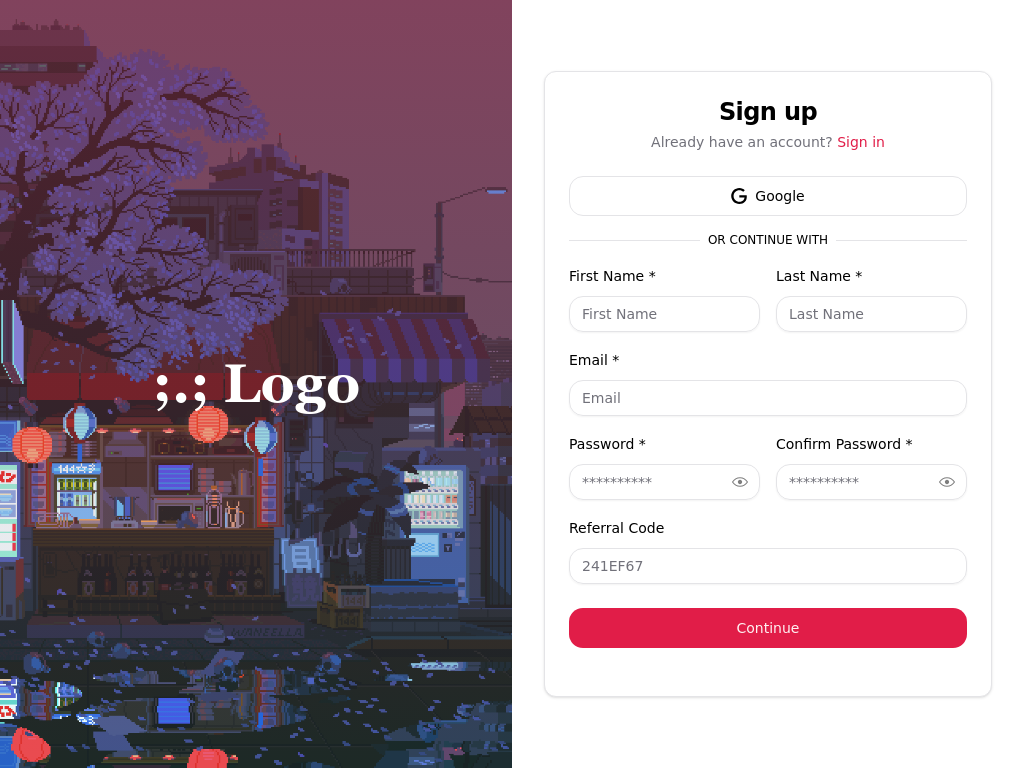 ;.; Logo
Sign up
Already have an account? Sign in
Google
OR CONTINUE WITH
First Name *
Last Name *
First Name
Last Name
Email *
Email
Password *
Confirm Password *
**********
**********
Referral Code
241EF67
Continue